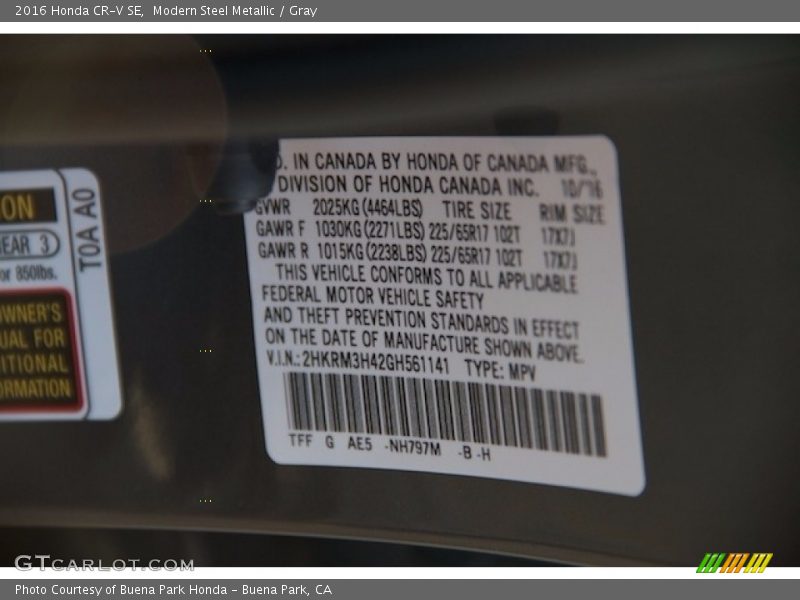 2016 Honda CR-V SE, Modern Steel Metallic / Gray
D. IN CANADA BY HONDA OF CANADA MFG.,
DIVISION OF HONDA CANADA INC. 10/16
GVWR 2025KG(4464LBS) TIRE SIZE RIM SIZE
GAWR F 1030KG(2271LBS) 225/65R17 102T 17X7J
GAWR R 1015KG(2238LBS) 225/65R17 102T 17X7J
THIS VEHICLE CONFORMS TO ALL APPLICABLE
FEDERAL MOTOR VEHICLE SAFETY
AND THEFT PREVENTION STANDARDS IN EFFECT
ON THE DATE OF MANUFACTURE SHOWN ABOVE.
V.I.N.: 2HKRM3H42GH561141 TYPE: MPV
TFF G AE5 -NH797M -B -H
ION
GEAR 3
or 850lbs.
OWNER'S
UAL FOR
ITIONAL
ORMATION
T0A A0
GTCARLOT.COM
Photo Courtesy of Buena Park Honda - Buena Park, CA